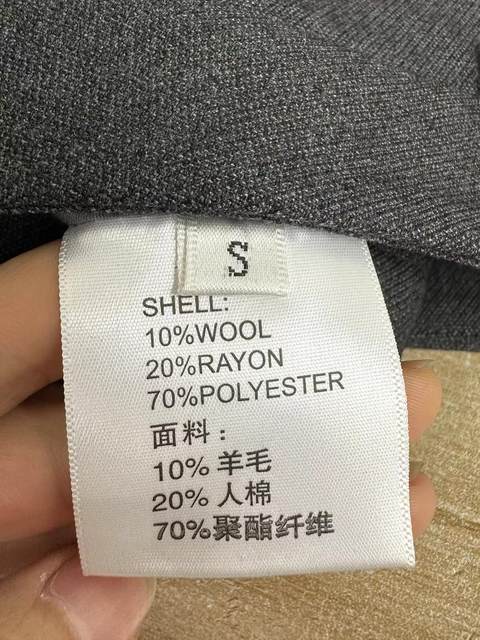 S
SHELL:
10%WOOL
20%RAYON
70%POLYESTER
面料：
10% 羊毛
20% 人棉
70%聚酯纤维